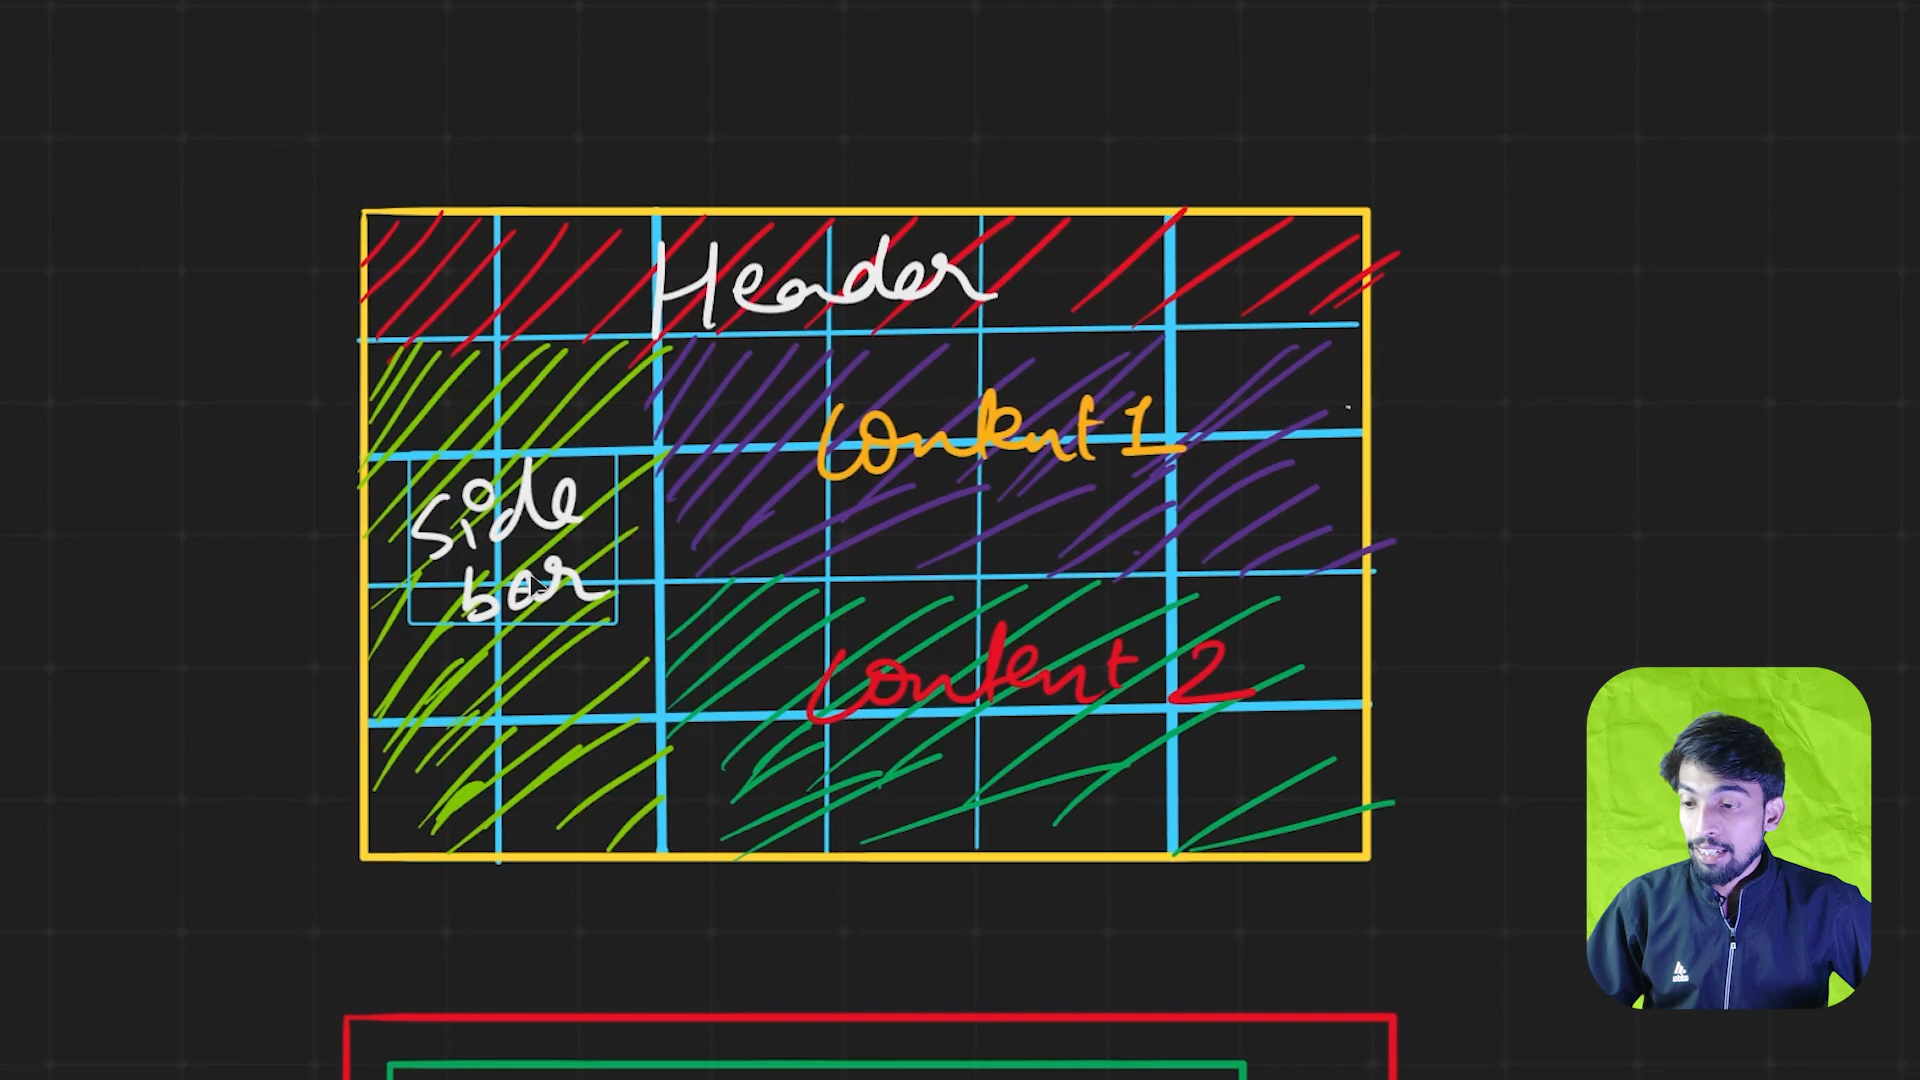 Header
Content 1
Side
bar
Content 2